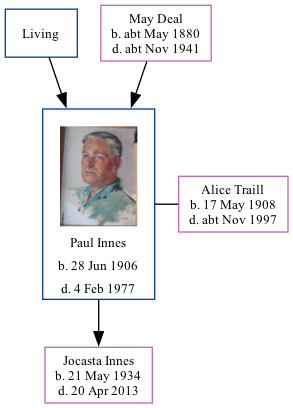 Living
May Deal
b. abt May 1880
d. abt Nov 1941
Paul Innes
b. 28 Jun 1906
d. 4 Feb 1977
Alice Traill
b. 17 May 1908
d. abt Nov 1997
Jocasta Innes
b. 21 May 1934
d. 20 Apr 2013